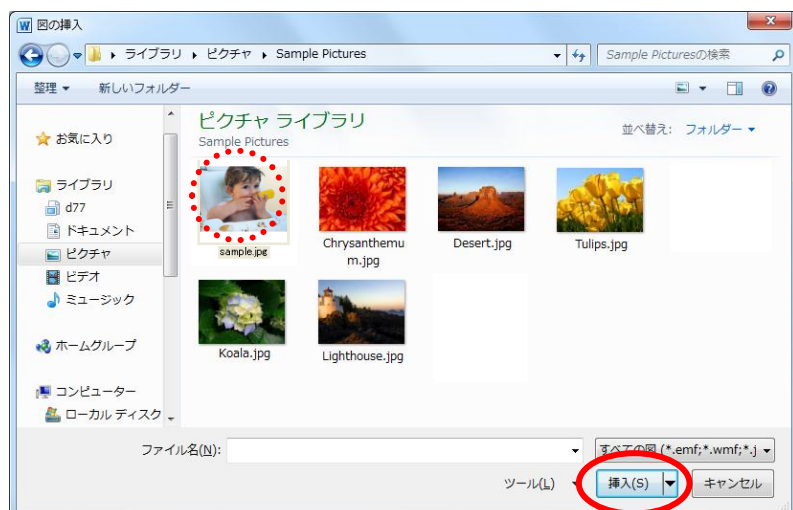 図の挿入
ライブラリ ピクチャ Sample Pictures
Sample Picturesの検索
整理 新しいフォルダー
お気に入り
ライブラリ
d77
ドキュメント
ピクチャ
ビデオ
ミュージック
ホームグループ
コンピューター
ローカル ディスク
ピクチャ ライブラリ
Sample Pictures
並べ替え: フォルダー
sample.jpg
Chrysanthemu
m.jpg
Desert.jpg
Tulips.jpg
Koala.jpg
Lighthouse.jpg
ファイル名(N):
すべての図 (*.emf;*.wmf;*.j
ツール(L)
挿入(S)
キャンセル